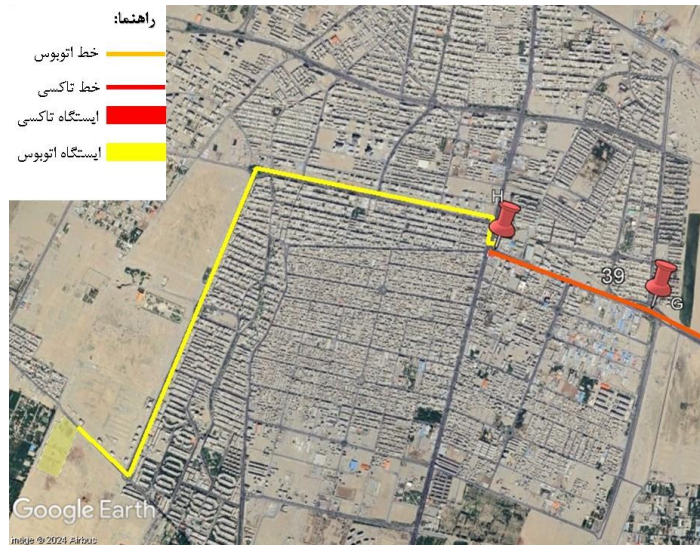 راهنما:
خط اتوبوس
خط تاکسی
ایستگاه تاکسی
ایستگاه اتوبوس
H
39
G
Google Earth
Image © 2024 Airbus